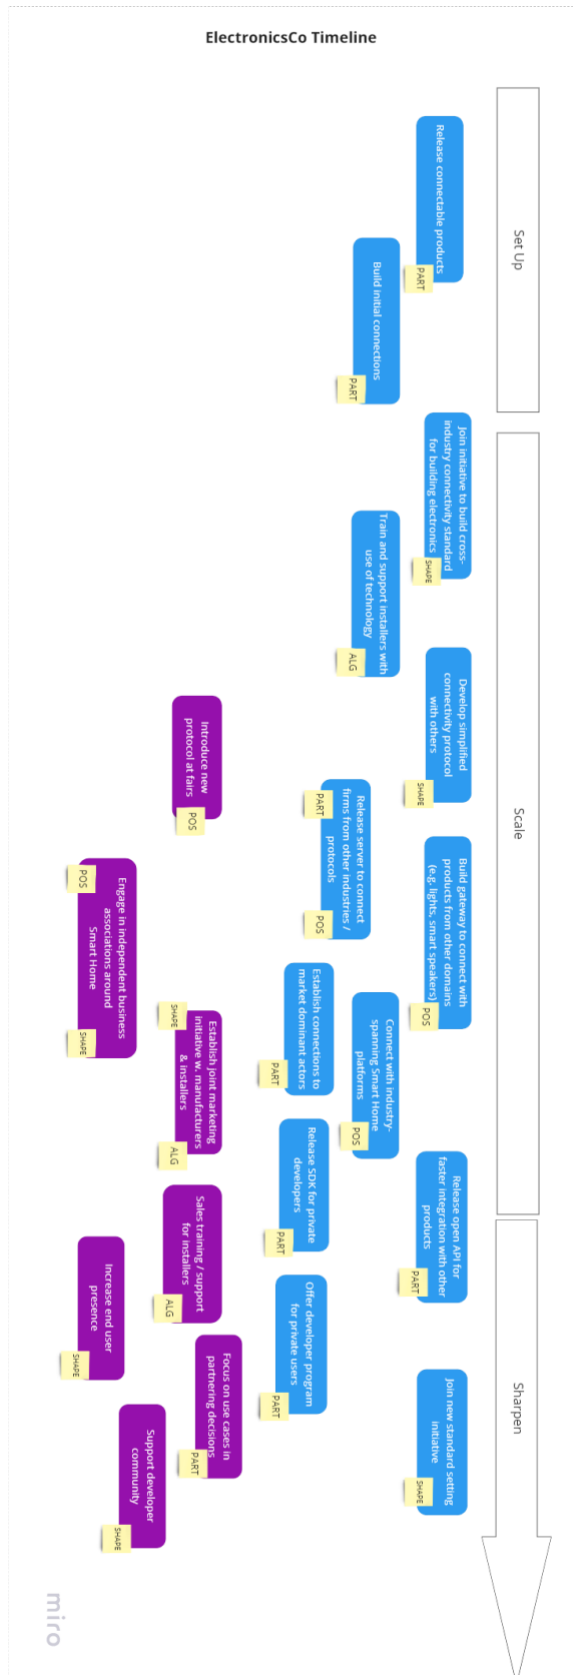 ElectronicsCo Timeline
Set Up
Scale
Sharpen
Release connectable products
PART
Build initial connections
PART
Join initiative to build cross-
industry connectivity standard
for building electronics
SHAPE
Train and support installers with
use of technology
ALG
Develop simplified
connectivity protocol
with others
SHAPE
Introduce new
protocol at fairs
POS
Release server to connect
firms from other industries /
protocols
PART
POS
Build gateway to connect with
products from other domains
(e.g. lights, smart speakers)
POS
Engage in independent business
associations around
Smart Home
POS
SHAPE
Establish connections to
market dominant actors
PART
Connect with industry-
spanning Smart Home
platforms
POS
Establish joint marketing
initiative w. manufacturers
& installers
SHAPE
ALG
Release SDK for private
developers
PART
Release open API for
faster integration with other
products
PART
Sales training / support
for installers
ALG
Increase end user
presence
SHAPE
Offer developer program
for private users
PART
Focus on use cases in
partnering decisions
PART
Join new standard setting
initiative
SHAPE
Support developer
community
SHAPE
miro